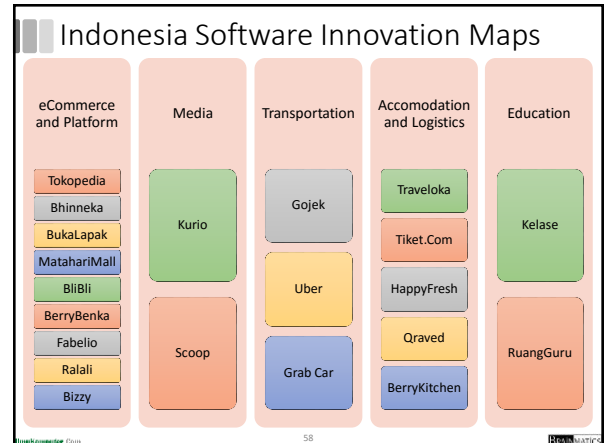 Indonesia Software Innovation Maps
eCommerce
and Platform
Tokopedia
Bhinneka
BukaLapak
MatahariMall
BliBli
BerryBenka
Fabelio
Ralali
Bizzy
Media
Kurio
Scoop
Transportation
Gojek
Uber
Grab Car
Accomodation
and Logistics
Traveloka
Tiket.Com
HappyFresh
Qraved
BerryKitchen
Education
Kelase
RuangGuru
58
BRAINMATICS